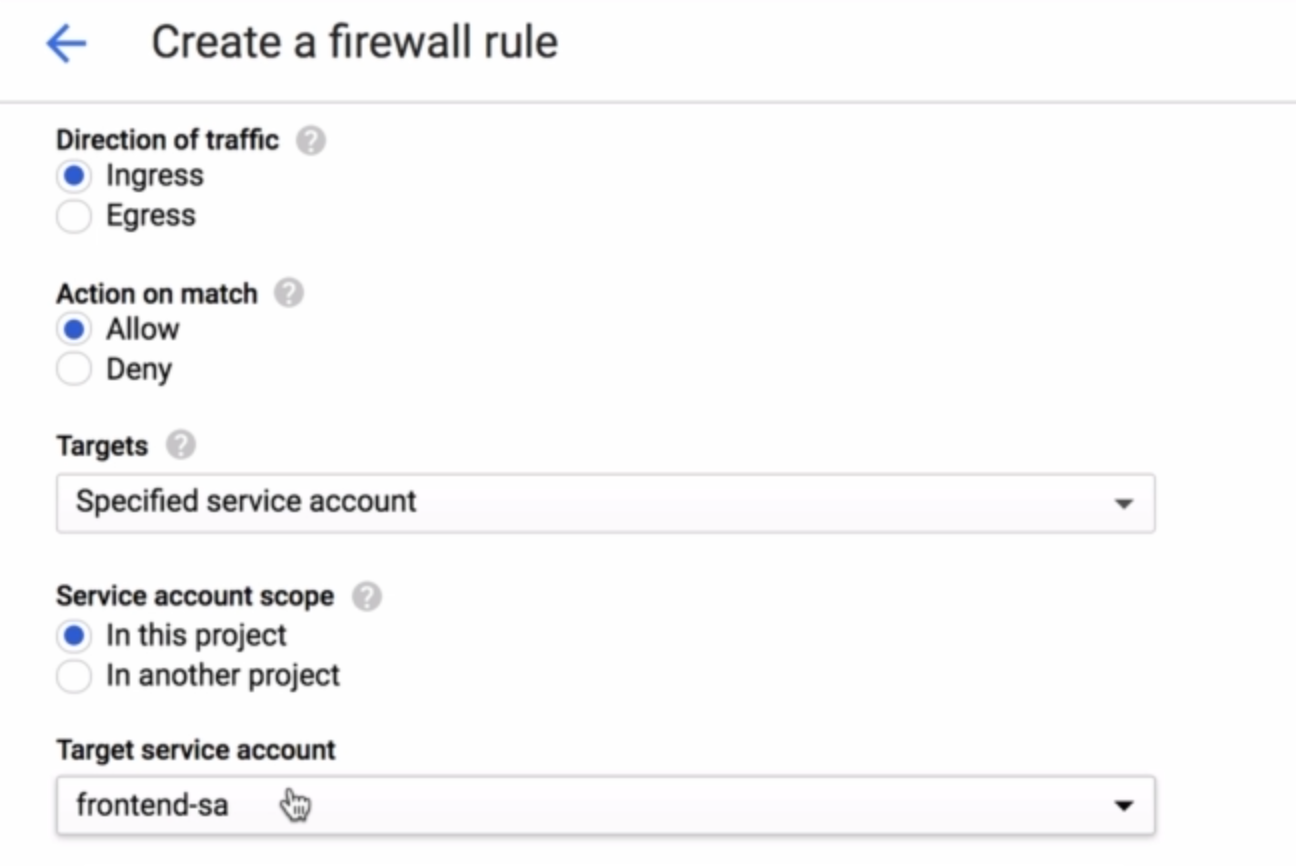 Create a firewall rule
Direction of traffic ?
Ingress
Egress
Action on match ?
Allow
Deny
Targets ?
Specified service account
Service account scope ?
In this project
In another project
Target service account
frontend-sa